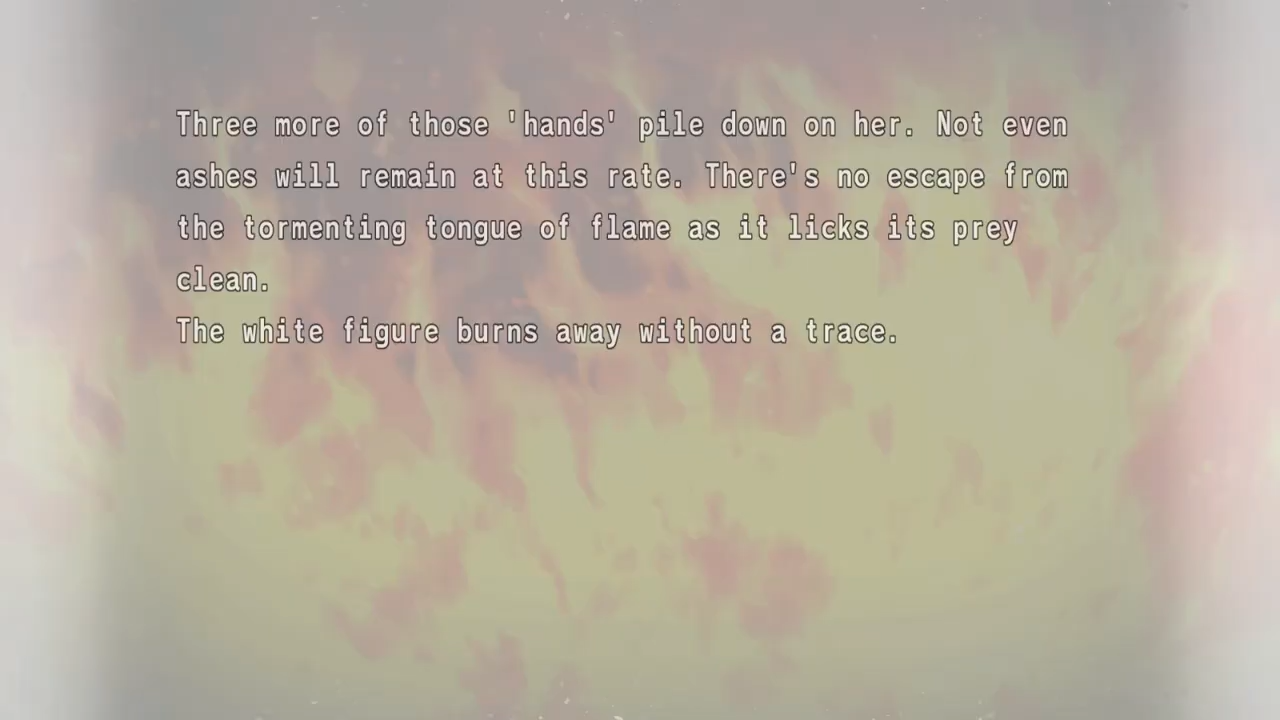 Three more of those 'hands' pile down on her. Not even
ashes will remain at this rate. There's no escape from
the tormenting tongue of flame as it licks its prey
clean.
The white figure burns away without a trace.